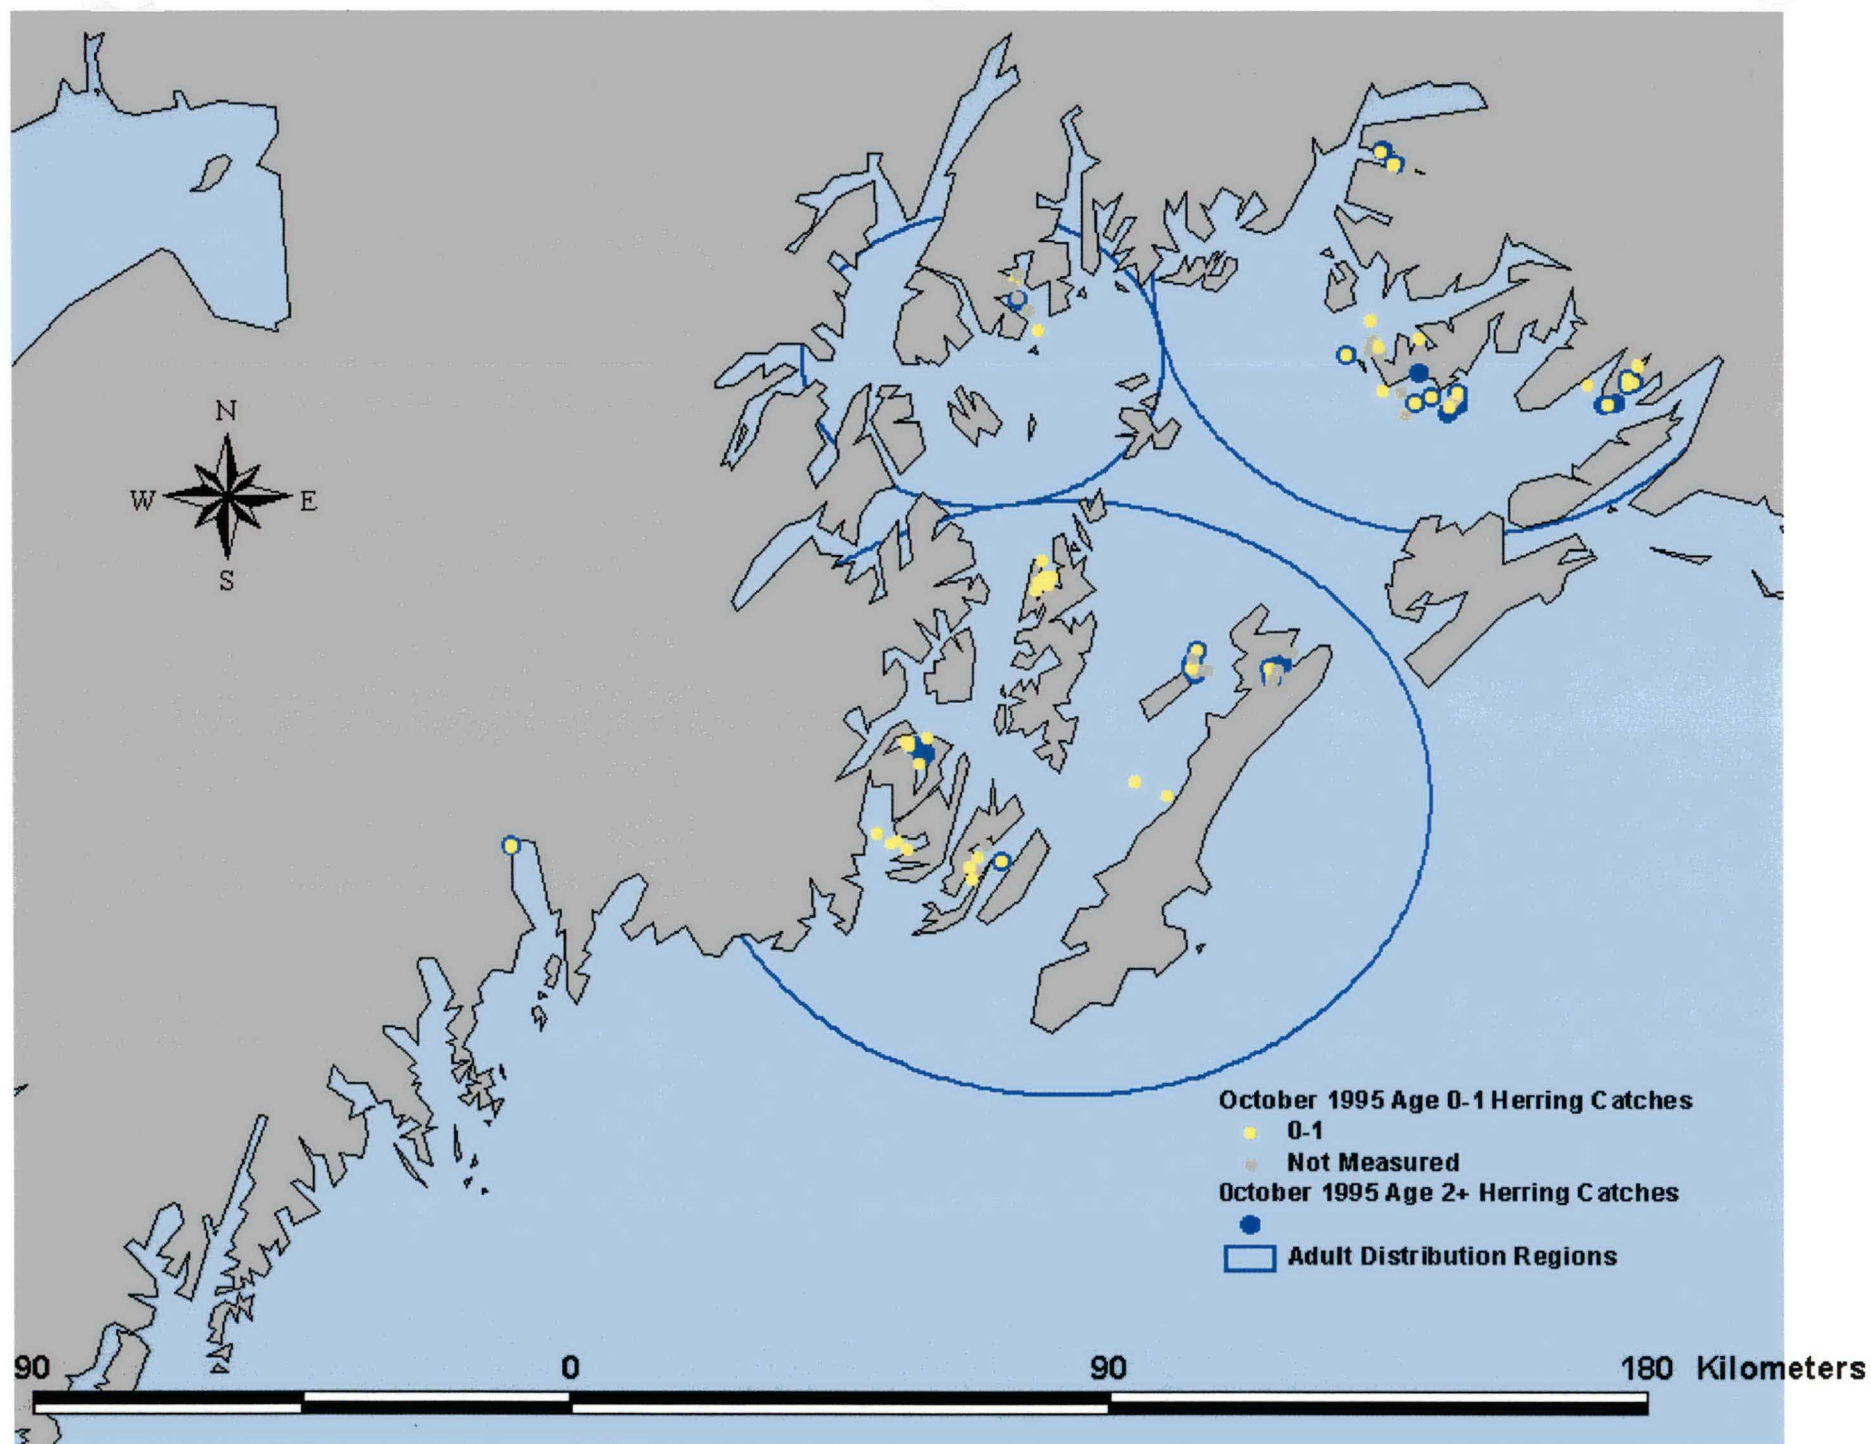 N
W E
S
October 1995 Age 0-1 Herring Catches
0-1
Not Measured
October 1995 Age 2+ Herring Catches
Adult Distribution Regions
90 0 90 180 Kilometers